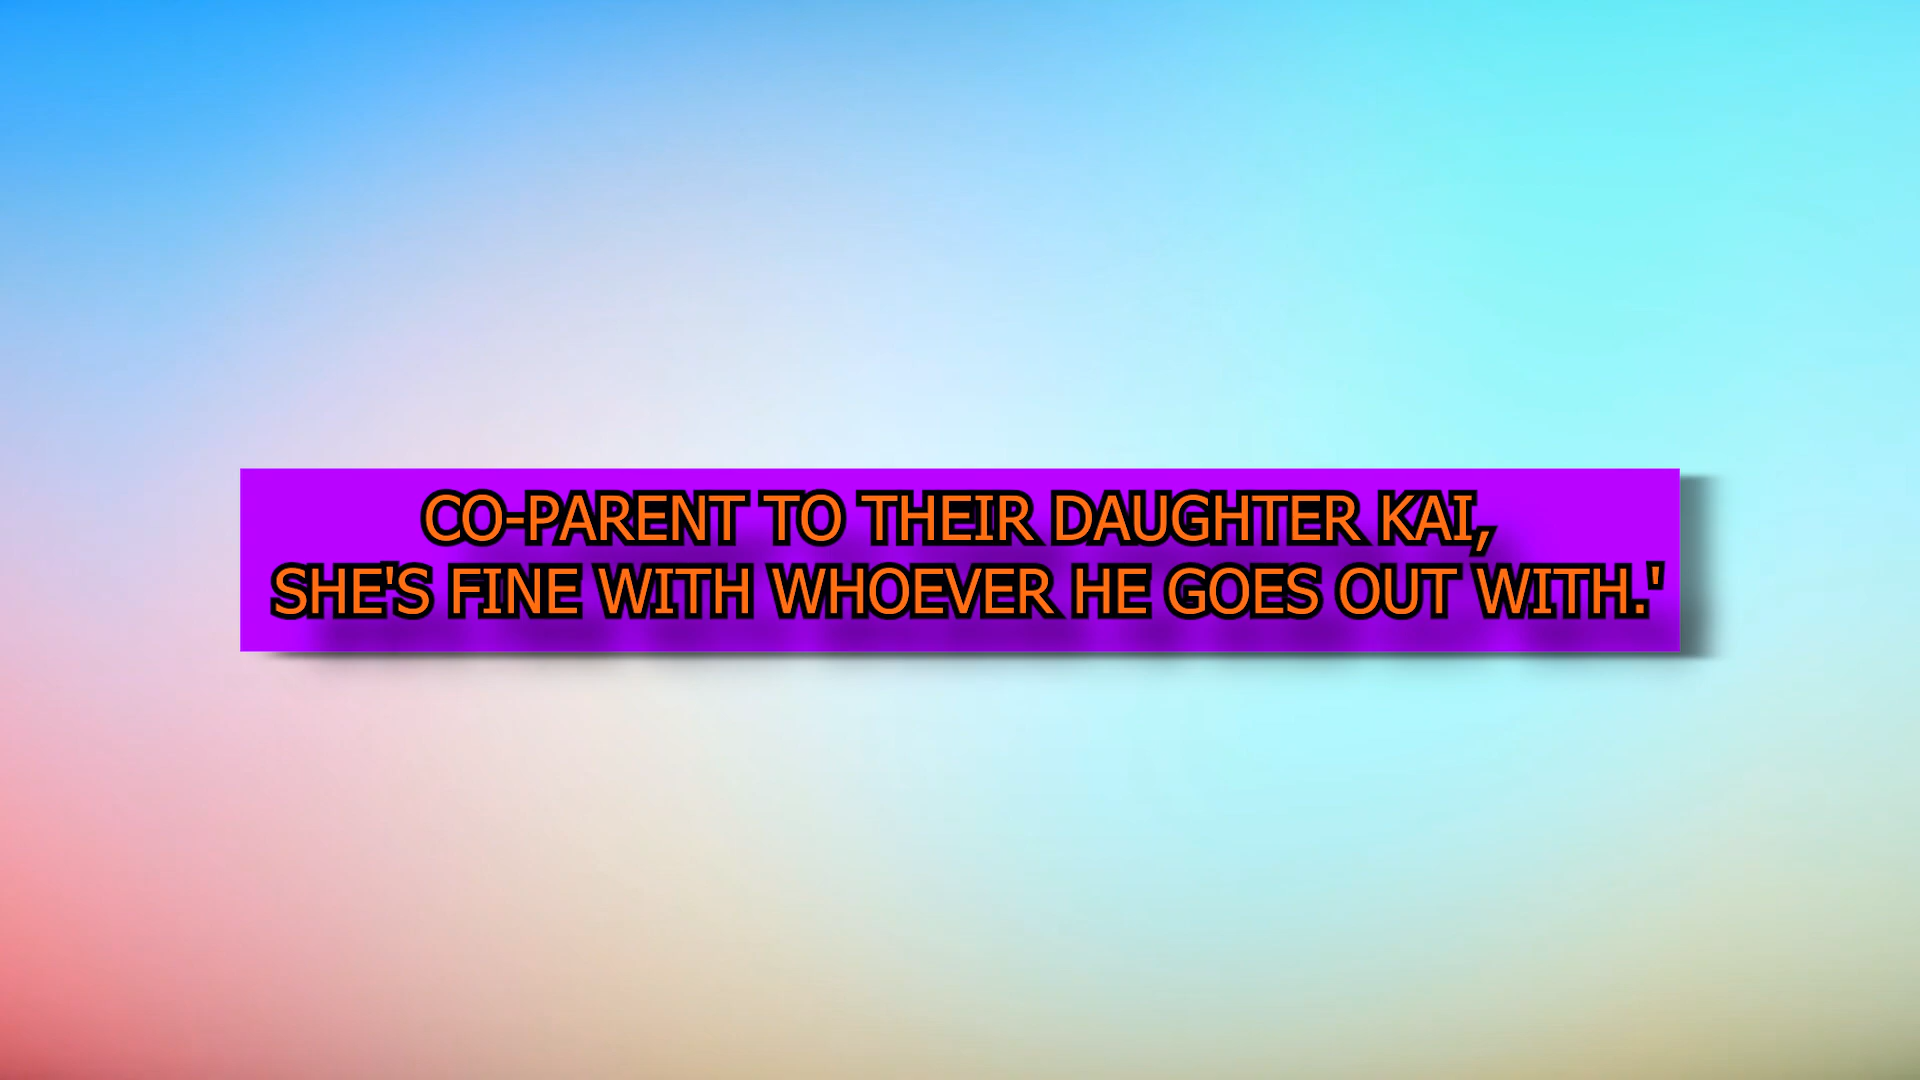 CO-PARENT TO THEIR DAUGHTER KAI,
SHE'S FINE WITH WHOEVER HE GOES OUT WITH.'